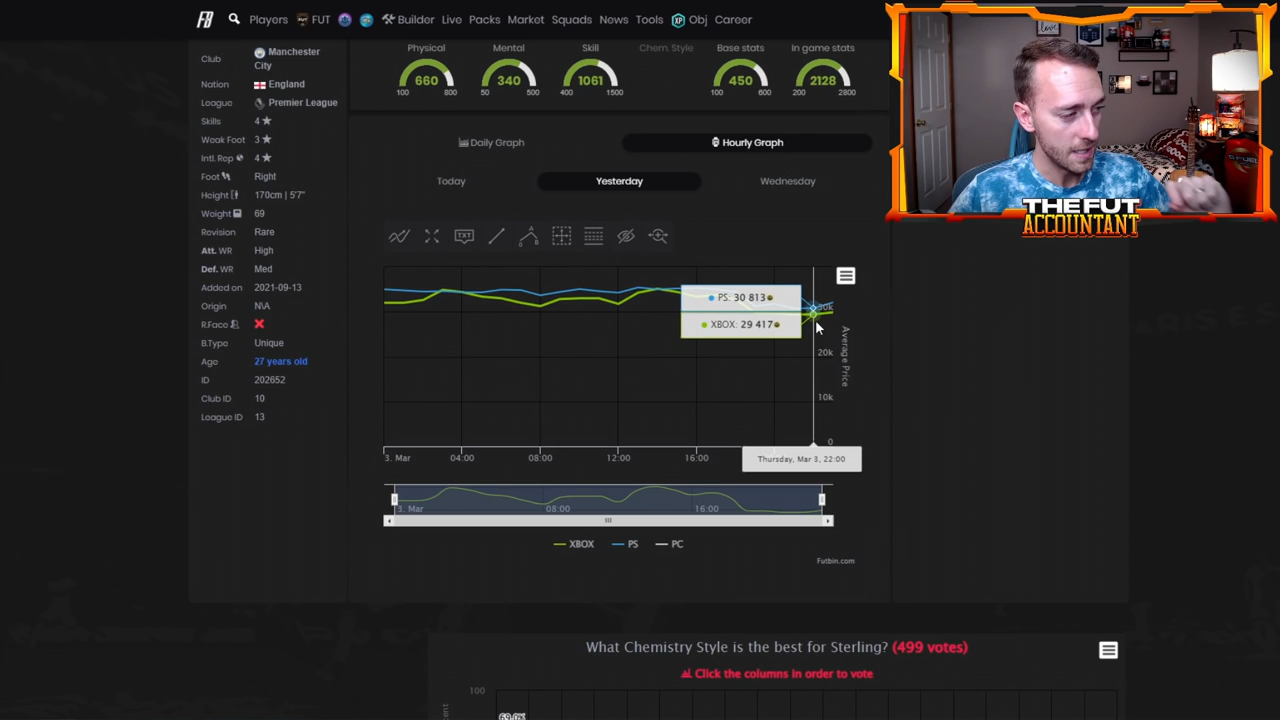 FB Players FUT Builder Live Packs Market Squads News Tools XP Obj Career
Club Manchester City
Nation England
League Premier League
Skills 4★
Weak Foot 3★
Intl. Rep 4★
Foot Right
Height 170cm | 5'7"
Weight 69
Revision Rare
Att. WR High
Def. WR Med
Added on 2021-09-13
Origin N\A
R.Face
B.Type Unique
Age 27 years old
ID 202652
Club ID 10
League ID 13
Physical Mental Skill Chem. Style Base stats In game stats
660 340 1061 450 2128
100 800 50 500 400 1500 100 600 200 2800
Daily Graph Hourly Graph
Today Yesterday Wednesday
TXT
PS: 30 813
XBOX: 29 417
30k
20k
10k
0
Average Price
3. Mar 04:00 08:00 12:00 16:00
Thursday, Mar 3, 22:00
3. Mar 08:00 16:00
XBOX PS PC
Futbin.com
What Chemistry Style is the best for Sterling? (499 votes)
Click the columns in order to vote
100
69.0%
THE FUT
ACCOUNTANT